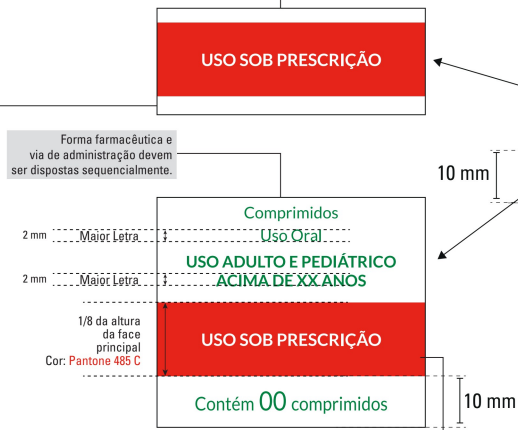 USO SOB PRESCRIÇÃO
Forma farmacêutica e
via de administração devem
ser dispostas sequencialmente.
10 mm
Comprimidos
2 mm Maior Letra Uso Oral
USO ADULTO E PEDIÁTRICO
2 mm Maior Letra ACIMA DE XX ANOS
1/8 da altura
da face
principal
Cor: Pantone 485 C
USO SOB PRESCRIÇÃO
Contém 00 comprimidos
10 mm